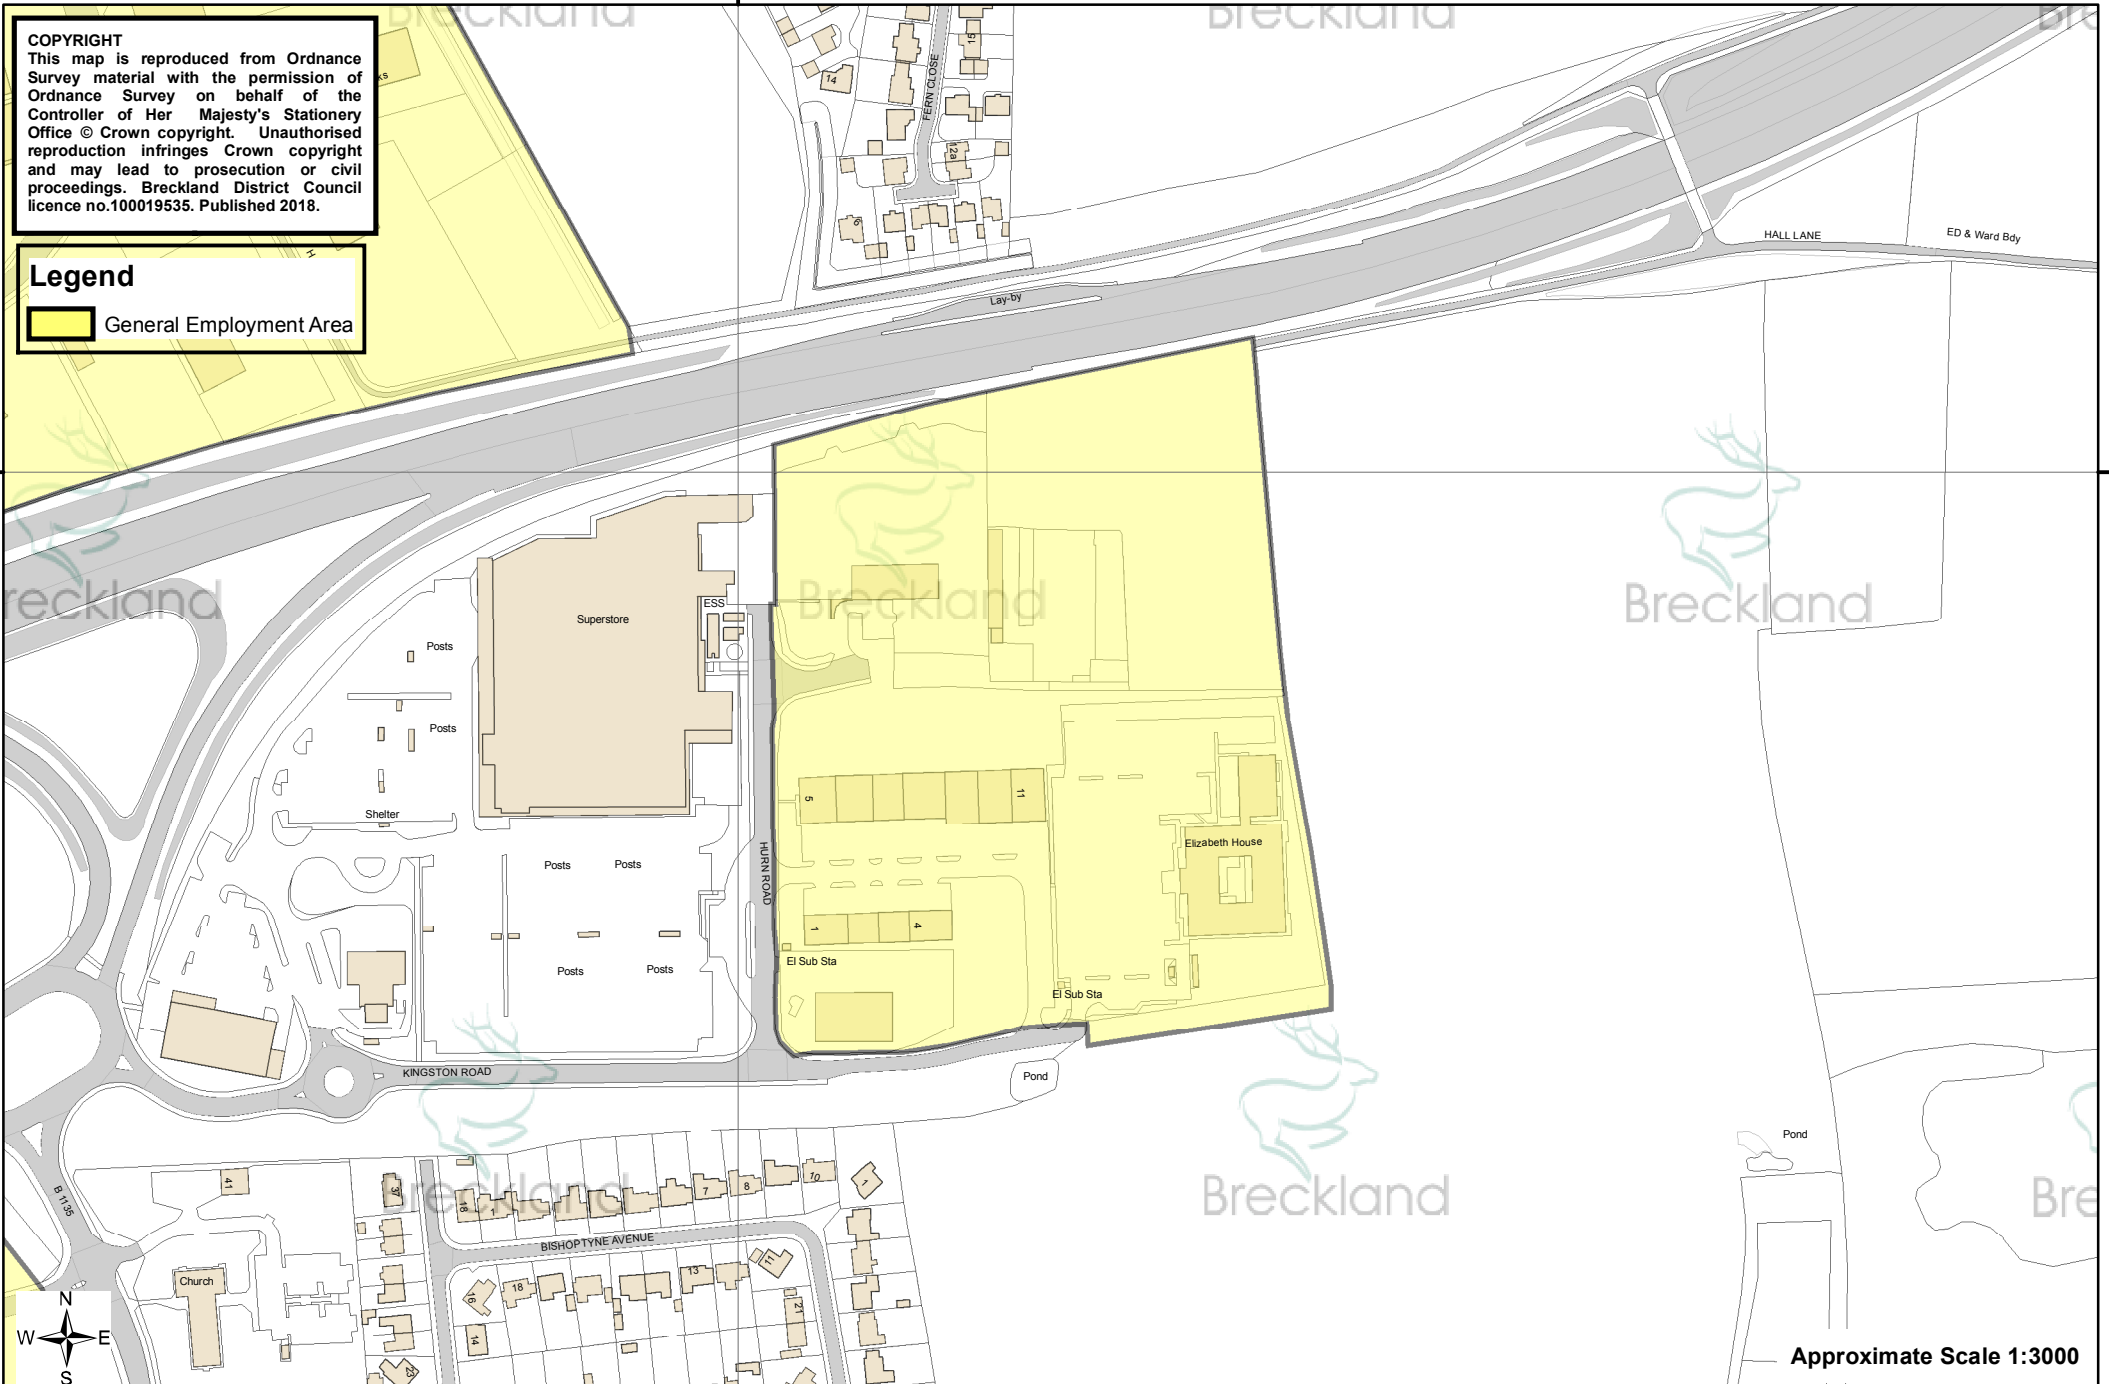 COPYRIGHT
This map is reproduced from Ordnance
Survey material with the permission of
Ordnance Survey on behalf of the
Controller of Her Majesty's Stationery
Office © Crown copyright. Unauthorised
reproduction infringes Crown copyright
and may lead to prosecution or civil
proceedings. Breckland District Council
licence no.100019535. Published 2018.
Legend
General Employment Area
Breckland
Breckland
14
15
FERN CLOSE
12a
6
HALL LANE
ED & Ward Bdy
Lay-by
H
Breckland
Breckland
Superstore
ESS
Posts
Posts
Shelter
Posts
Posts
Posts
Posts
HURN ROAD
5
11
Elizabeth House
1
4
El Sub Sta
El Sub Sta
KINGSTON ROAD
Pond
Pond
Breckland
Breckland
B 1135
41
37
18
1
7
8
10
1
BISHOPTYNE AVENUE
Church
16
18
13
11
14
21
23
N
W
E
S
Approximate Scale 1:3000